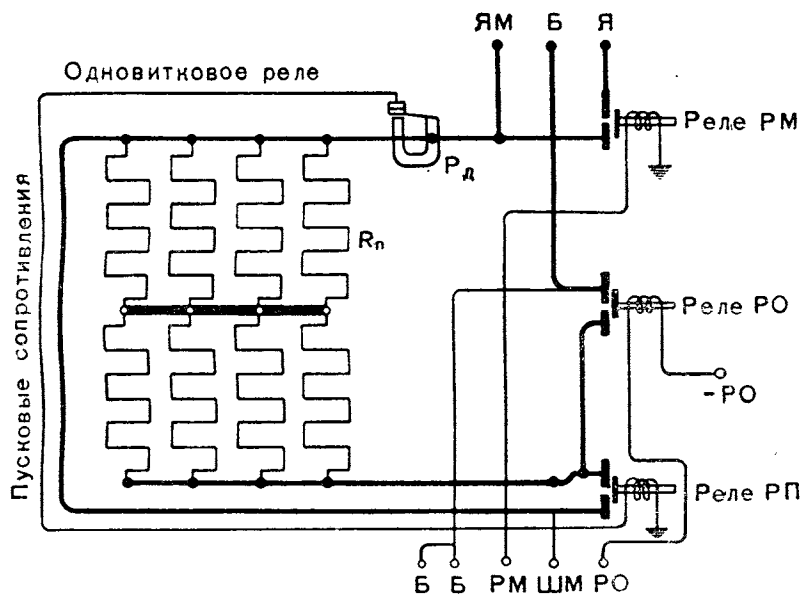 ЯМ Б Я
Одновитковое реле
Реле РМ
Рд
Пусковые сопротивления
Rп
Реле РО
-РО
Реле РП
Б Б РМ ШМ РО